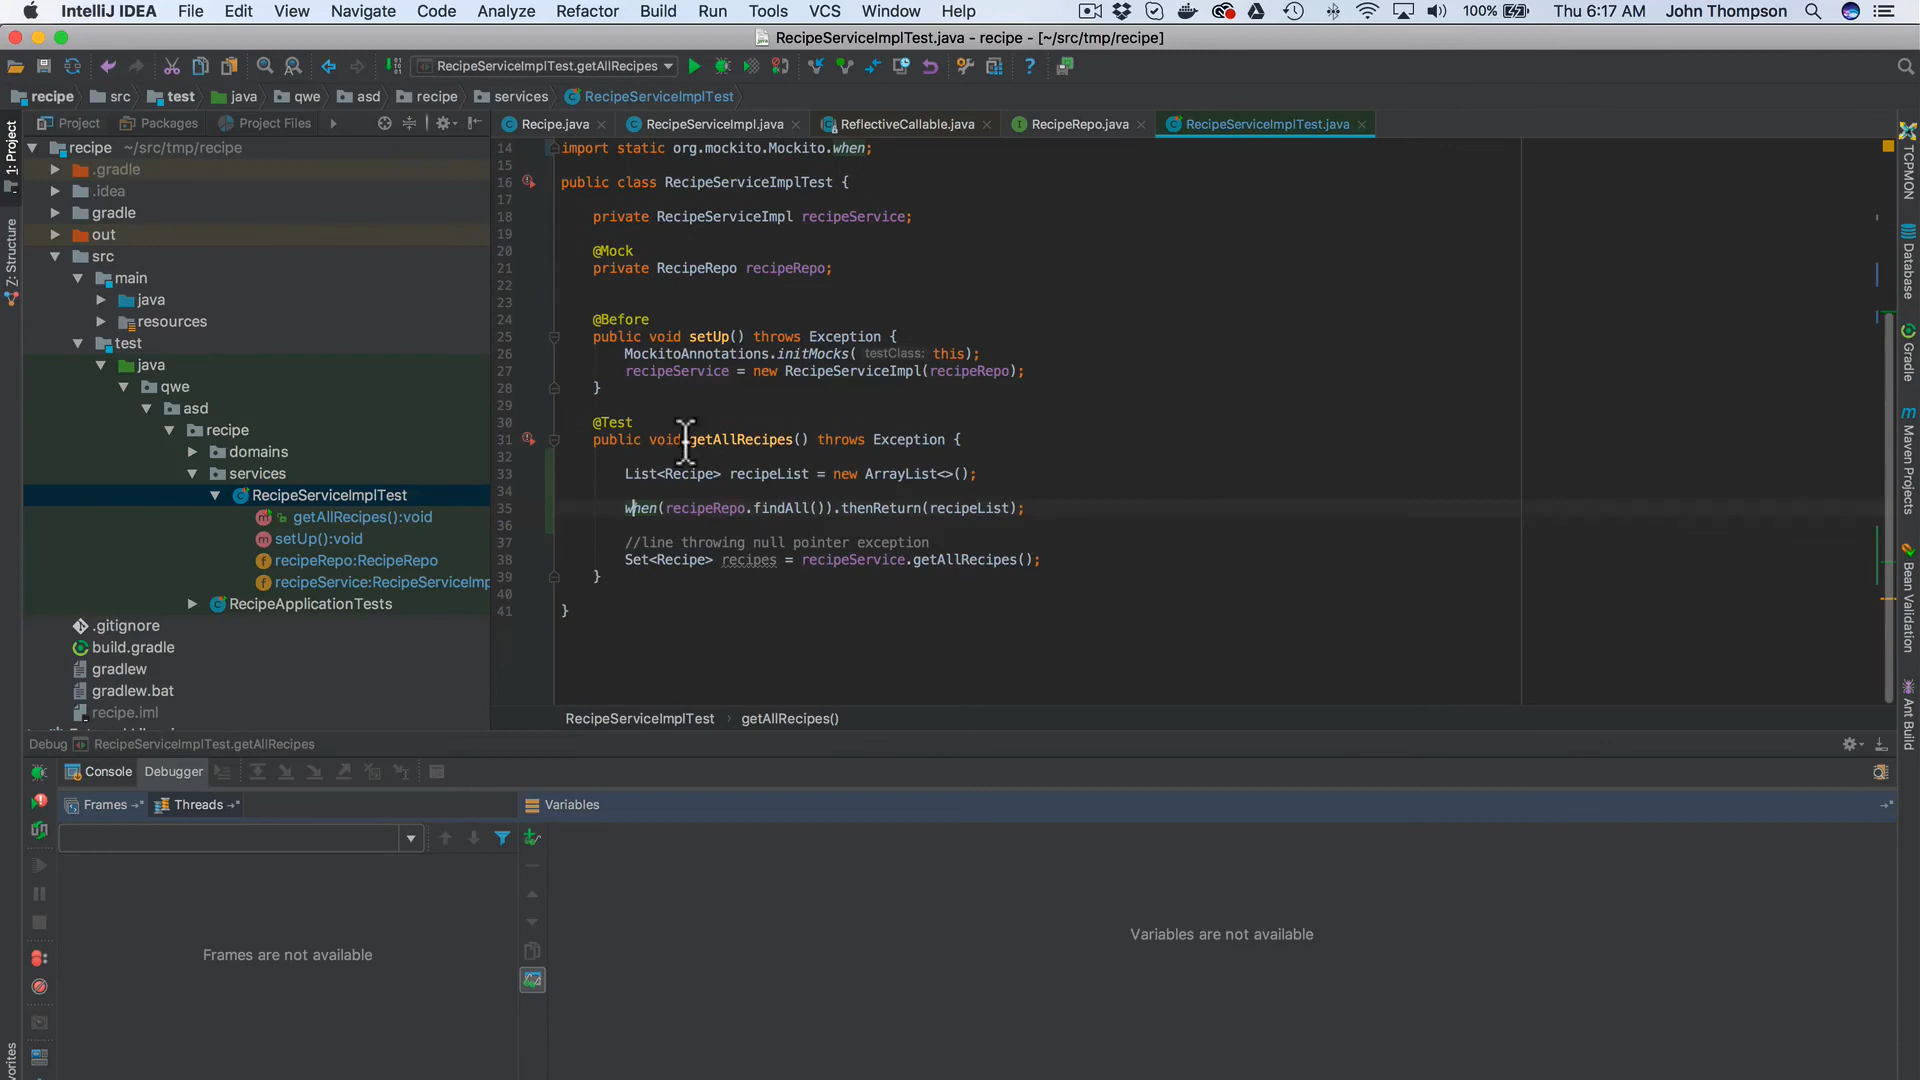 IntelliJ IDEA File Edit View Navigate Code Analyze Refactor Build Run Tools VCS Window Help 100% Thu 6:17 AM John Thompson
RecipeServiceImplTest.java - recipe - [~/src/tmp/recipe]
RecipeServiceImplTest.getAllRecipes
recipe src test java qwe asd recipe services RecipeServiceImplTest
Project Packages Project Files
Recipe.java RecipeServiceImpl.java ReflectiveCallable.java RecipeRepo.java RecipeServiceImplTest.java
1: Project
Z: Structure
recipe ~/src/tmp/recipe
.gradle
.idea
gradle
out
src
main
java
resources
test
java
qwe
asd
recipe
domains
services
RecipeServiceImplTest
getAllRecipes():void
setUp():void
recipeRepo:RecipeRepo
recipeService:RecipeServiceImp
RecipeApplicationTests
.gitignore
build.gradle
gradlew
gradlew.bat
recipe.iml
14 import static org.mockito.Mockito.when;
15
16 public class RecipeServiceImplTest {
17
18 private RecipeServiceImpl recipeService;
19
20 @Mock
21 private RecipeRepo recipeRepo;
22
23
24 @Before
25 public void setUp() throws Exception {
26 MockitoAnnotations.initMocks( testClass: this);
27 recipeService = new RecipeServiceImpl(recipeRepo);
28 }
29
30 @Test
31 public void getAllRecipes() throws Exception {
32
33 List<Recipe> recipeList = new ArrayList<>();
34
35 when(recipeRepo.findAll()).thenReturn(recipeList);
36
37 //line throwing null pointer exception
38 Set<Recipe> recipes = recipeService.getAllRecipes();
39 }
40
41 }
RecipeServiceImplTest › getAllRecipes()
TCPMON
Database
Gradle
Maven Projects
Bean Validation
Ant Build
Debug RecipeServiceImplTest.getAllRecipes
Console Debugger
Frames Threads Variables
Frames are not available
Variables are not available
vorites